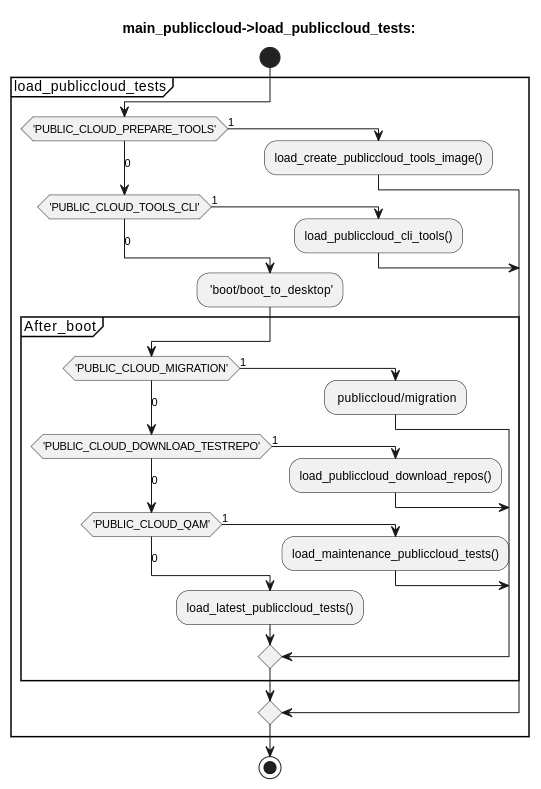 main_publiccloud->load_publiccloud_tests:
load_publiccloud_tests
'PUBLIC_CLOUD_PREPARE_TOOLS'
1
load_create_publiccloud_tools_image()
0
'PUBLIC_CLOUD_TOOLS_CLI'
1
load_publiccloud_cli_tools()
0
'boot/boot_to_desktop'
After_boot
'PUBLIC_CLOUD_MIGRATION'
1
publiccloud/migration
0
'PUBLIC_CLOUD_DOWNLOAD_TESTREPO'
1
load_publiccloud_download_repos()
0
'PUBLIC_CLOUD_QAM'
1
load_maintenance_publiccloud_tests()
0
load_latest_publiccloud_tests()